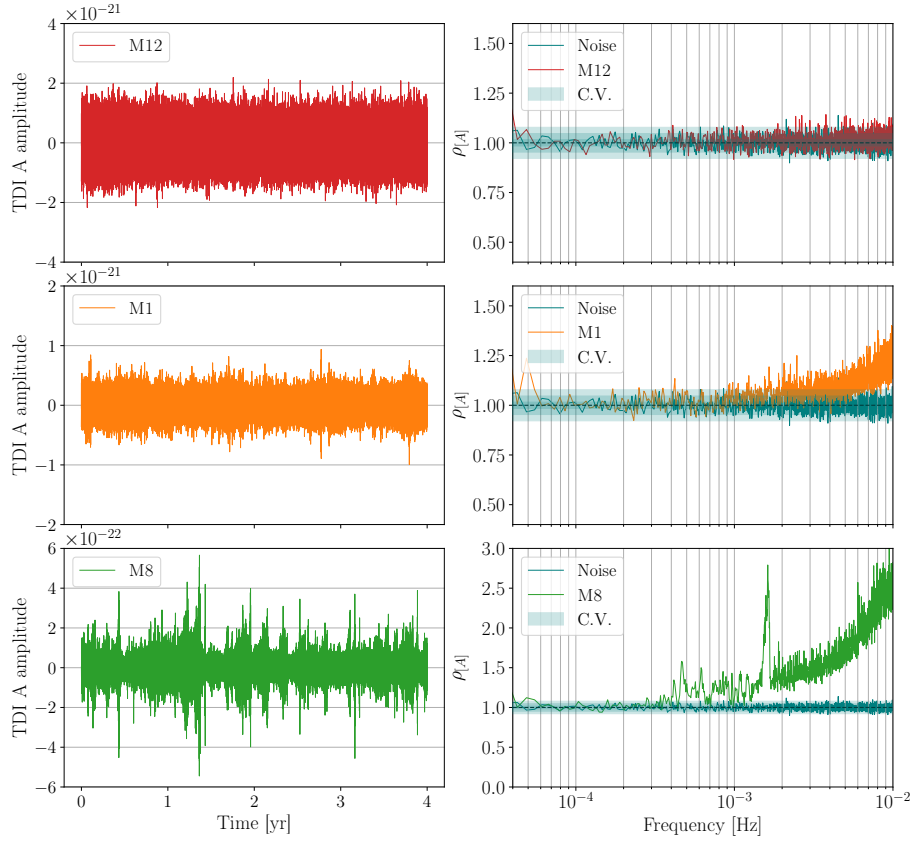 ×10⁻²¹
4
2
0
−2
−4
TDI A amplitude
M12
1.50
1.25
1.00
0.75
0.50
ρ[A]
Noise
M12
C.V.
×10⁻²¹
2
1
0
−1
−2
TDI A amplitude
M1
1.50
1.25
1.00
0.75
0.50
ρ[A]
Noise
M1
C.V.
×10⁻²²
6
4
2
0
−2
−4
−6
TDI A amplitude
M8
0 1 2 3 4
Time [yr]
3.0
2.5
2.0
1.5
1.0
0.5
0.0
ρ[A]
Noise
M8
C.V.
10⁻⁴ 10⁻³ 10⁻²
Frequency [Hz]